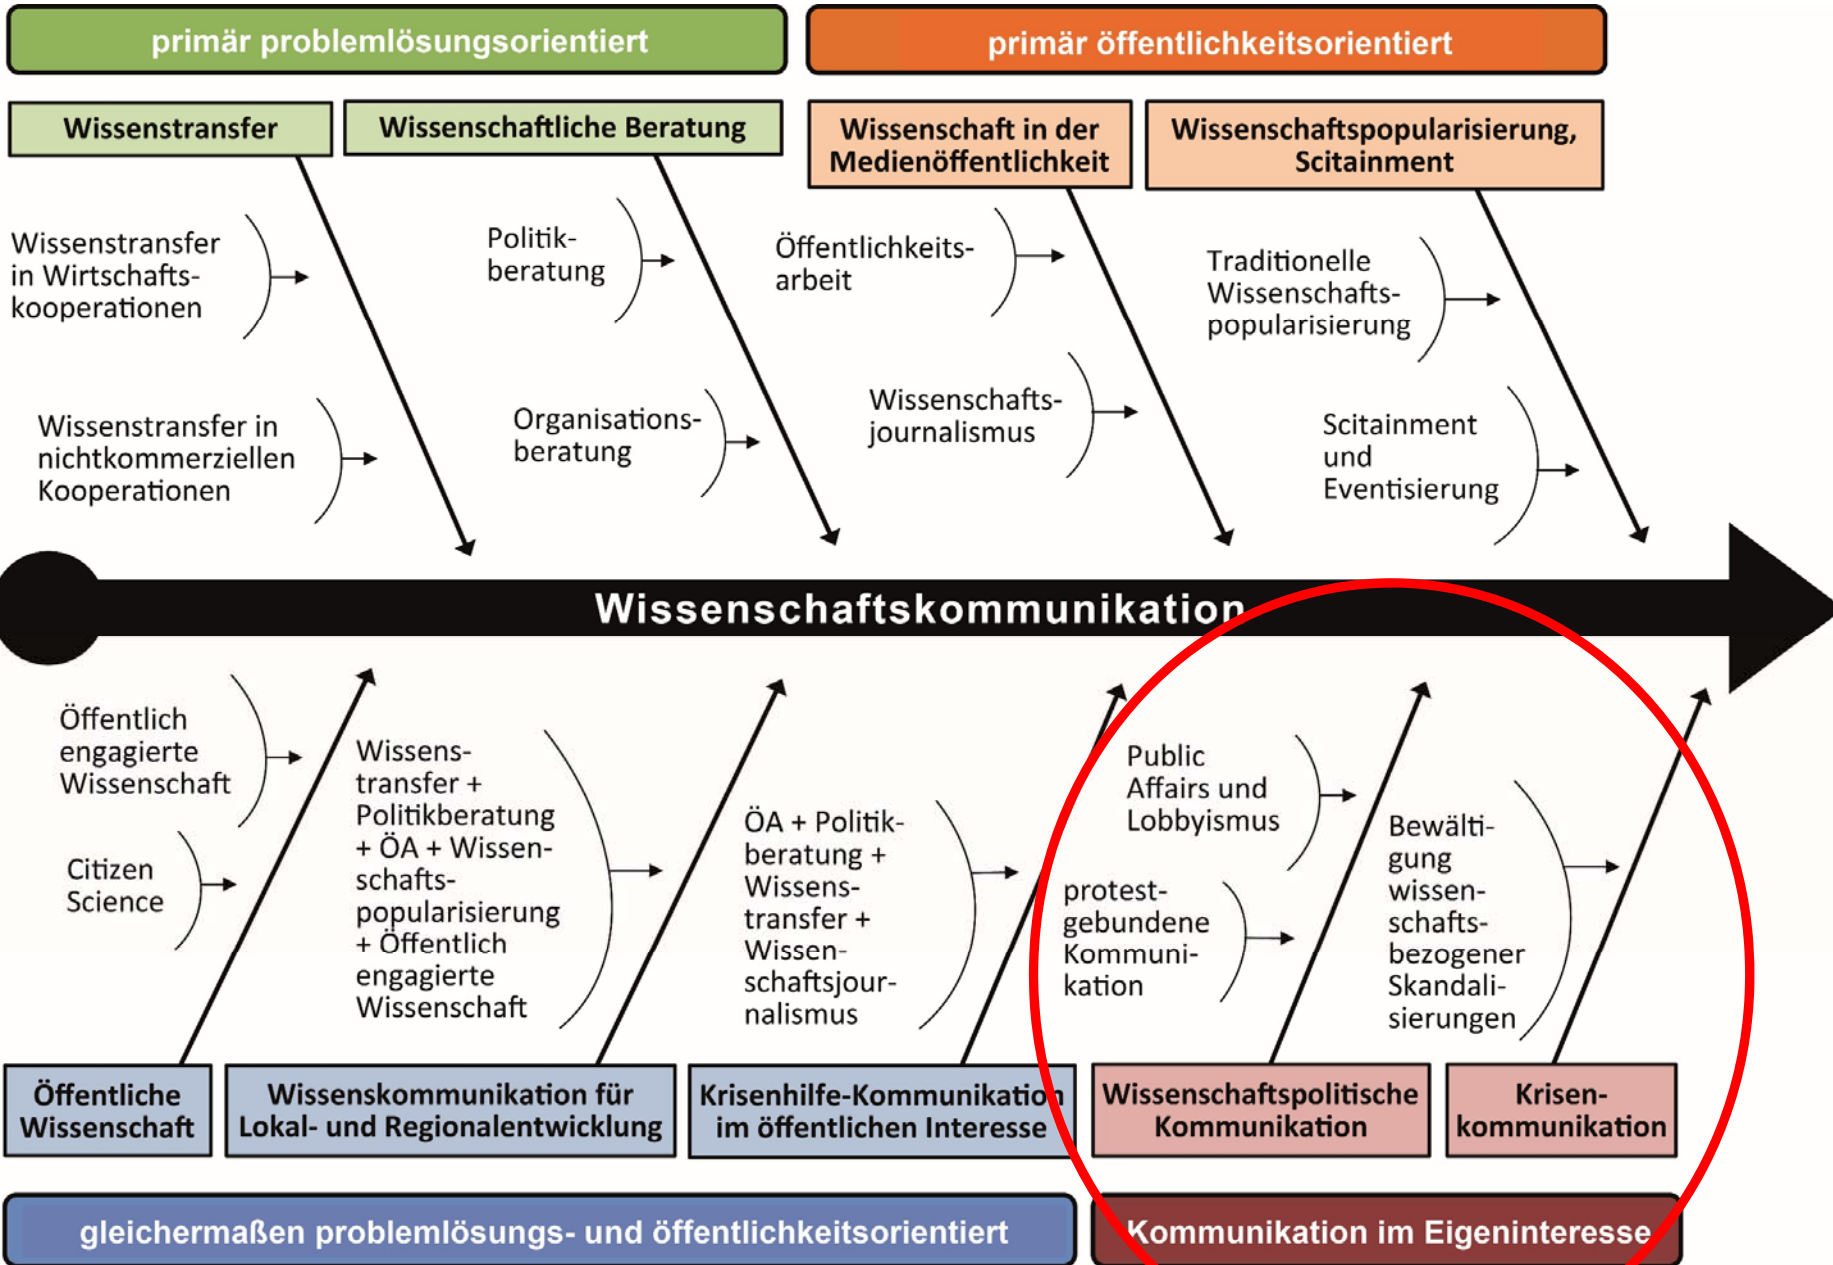 primär problemlösungsorientiert
primär öffentlichkeitsorientiert
Wissenstransfer
Wissenschaftliche Beratung
Wissenschaft in der
Medienöffentlichkeit
Wissenschaftspopularisierung,
Scitainment
Wissenstransfer
in Wirtschafts-
kooperationen
Politik-
beratung
Öffentlichkeits-
arbeit
Traditionelle
Wissenschafts-
popularisierung
Wissenstransfer in
nichtkommerziellen
Kooperationen
Organisations-
beratung
Wissenschafts-
journalismus
Scitainment
und
Eventisierung
Wissenschaftskommunikation
Öffentlich
engagierte
Wissenschaft
Citizen
Science
Wissens-
transfer +
Politikberatung
+ ÖA + Wissen-
schafts-
popularisierung
+ Öffentlich
engagierte
Wissenschaft
ÖA + Politik-
beratung +
Wissens-
transfer +
Wissen-
schaftsjour-
nalismus
Public
Affairs und
Lobbyismus
protest-
gebundene
Kommuni-
kation
Bewälti-
gung
wissen-
schafts-
bezogener
Skandali-
sierungen
Öffentliche
Wissenschaft
Wissenskommunikation für
Lokal- und Regionalentwicklung
Krisenhilfe-Kommunikation
im öffentlichen Interesse
Wissenschaftspolitische
Kommunikation
Krisen-
kommunikation
gleichermaßen problemlösungs- und öffentlichkeitsorientiert
Kommunikation im Eigeninteresse